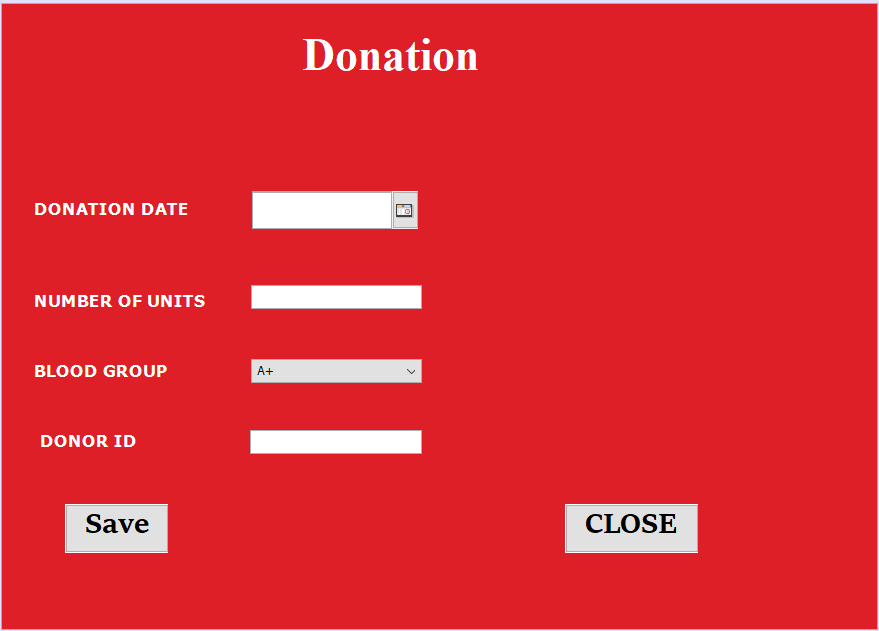 Donation
DONATION DATE
NUMBER OF UNITS
BLOOD GROUP
A+
DONOR ID
Save
CLOSE